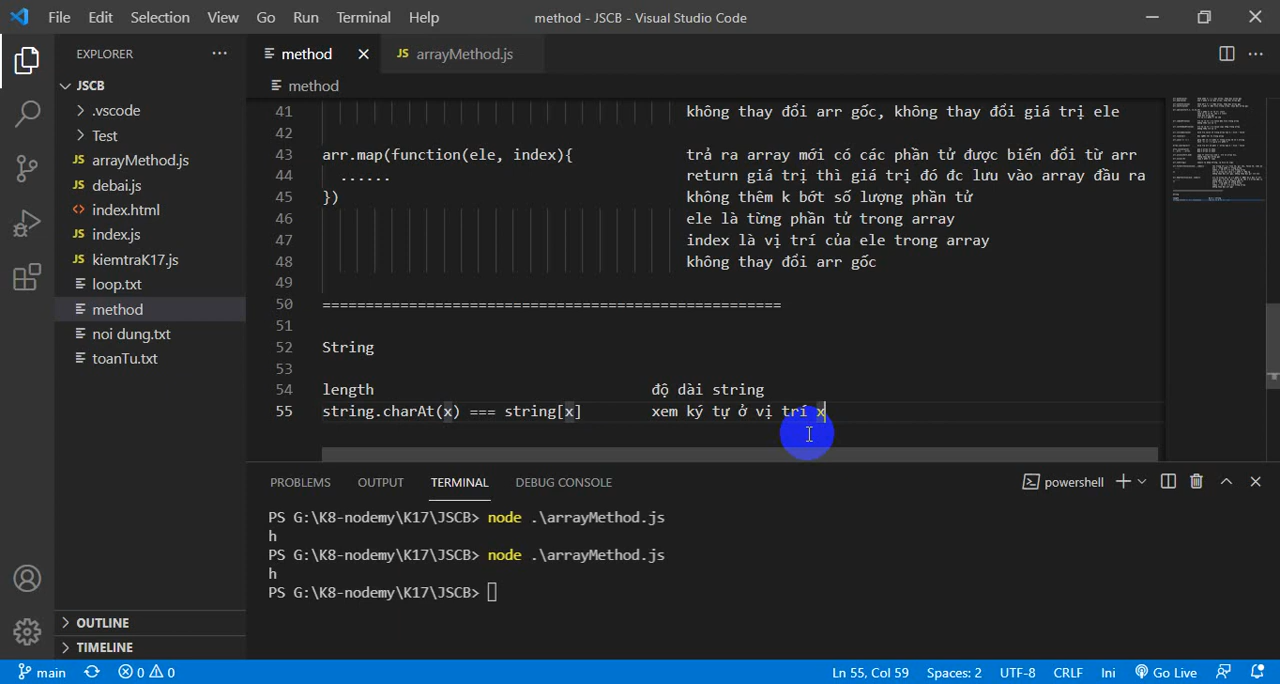 File Edit Selection View Go Run Terminal Help method - JSCB - Visual Studio Code
EXPLORER ... method JS arrayMethod.js
JSCB
.vscode
Test
JS arrayMethod.js
JS debai.js
<> index.html
JS index.js
JS kiemtraK17.js
loop.txt
method
noi dung.txt
toanTu.txt
OUTLINE
TIMELINE
method
41 không thay đổi arr gốc, không thay đổi giá trị ele
42
43 arr.map(function(ele, index){ trả ra array mới có các phần tử được biến đổi từ arr
44 ...... return giá trị thì giá trị đó đc lưu vào array đầu ra
45 }) không thêm k bớt số lượng phần tử
46 ele là từng phần tử trong array
47 index là vị trí của ele trong array
48 không thay đổi arr gốc
49
50 =====================================================
51
52 String
53
54 length độ dài string
55 string.charAt(x) === string[x] xem ký tự ở vị trí x
PROBLEMS OUTPUT TERMINAL DEBUG CONSOLE powershell
PS G:\K8-nodemy\K17\JSCB> node .\arrayMethod.js
h
PS G:\K8-nodemy\K17\JSCB> node .\arrayMethod.js
h
PS G:\K8-nodemy\K17\JSCB>
main 0 0 Ln 55, Col 59 Spaces: 2 UTF-8 CRLF Ini Go Live